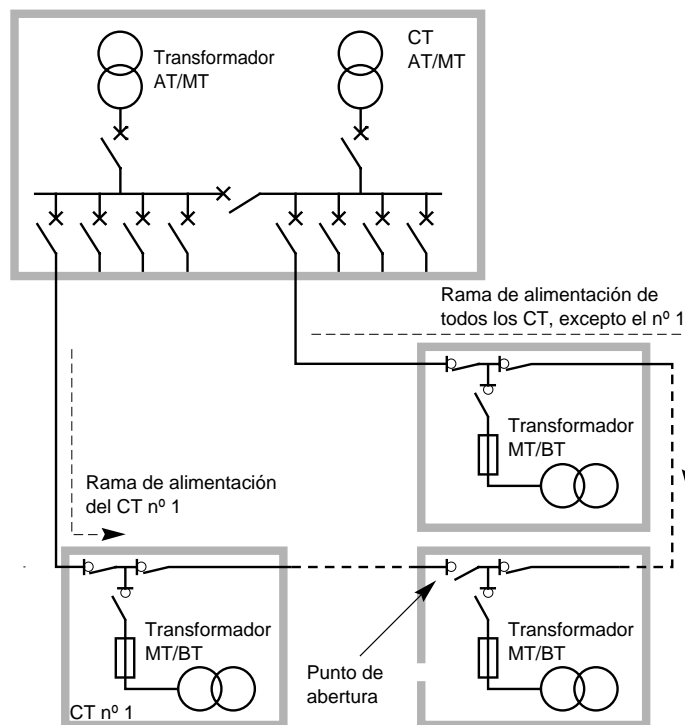 Transformador
AT/MT
CT
AT/MT
Rama de alimentación de
todos los CT, excepto el nº 1
Transformador
MT/BT
Rama de alimentación
del CT nº 1
Transformador
MT/BT
CT nº 1
Punto de
abertura
Transformador
MT/BT